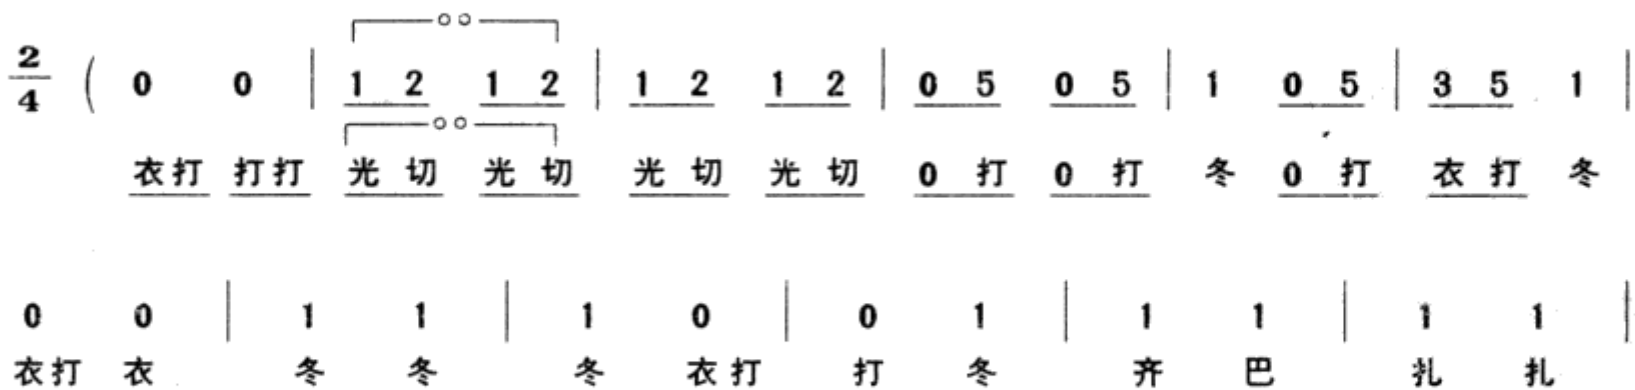 2/4 ( 0 0 | 1 2 1 2 | 1 2 1 2 | 0 5 0 5 | 1 0 5 | 3 5 1 |
衣打 打打 光 切 光 切 光 切 光 切 0 打 0 打 冬 0 打 衣 打 冬
0 0 | 1 1 | 1 0 | 0 1 | 1 1 | 1 1 |
衣打 衣 冬 冬 冬 衣打 打 冬 齐 巴 扎 扎